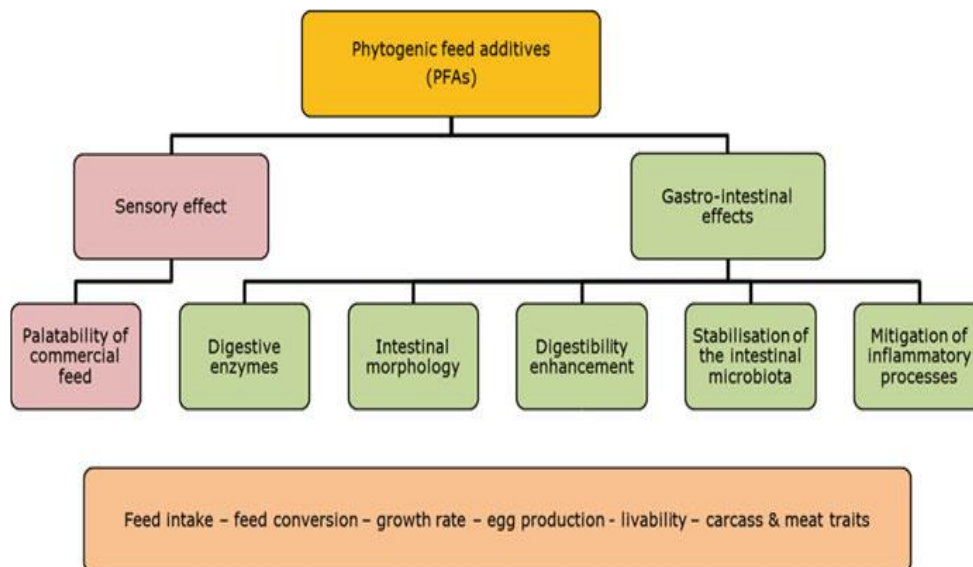 Phytogenic feed additives
(PFAs)
Sensory effect
Gastro-intestinal
effects
Palatability of
commercial
feed
Digestive
enzymes
Intestinal
morphology
Digestibility
enhancement
Stabilisation of
the intestinal
microbiota
Mitigation of
inflammatory
processes
Feed intake – feed conversion – growth rate – egg production - livability – carcass & meat traits